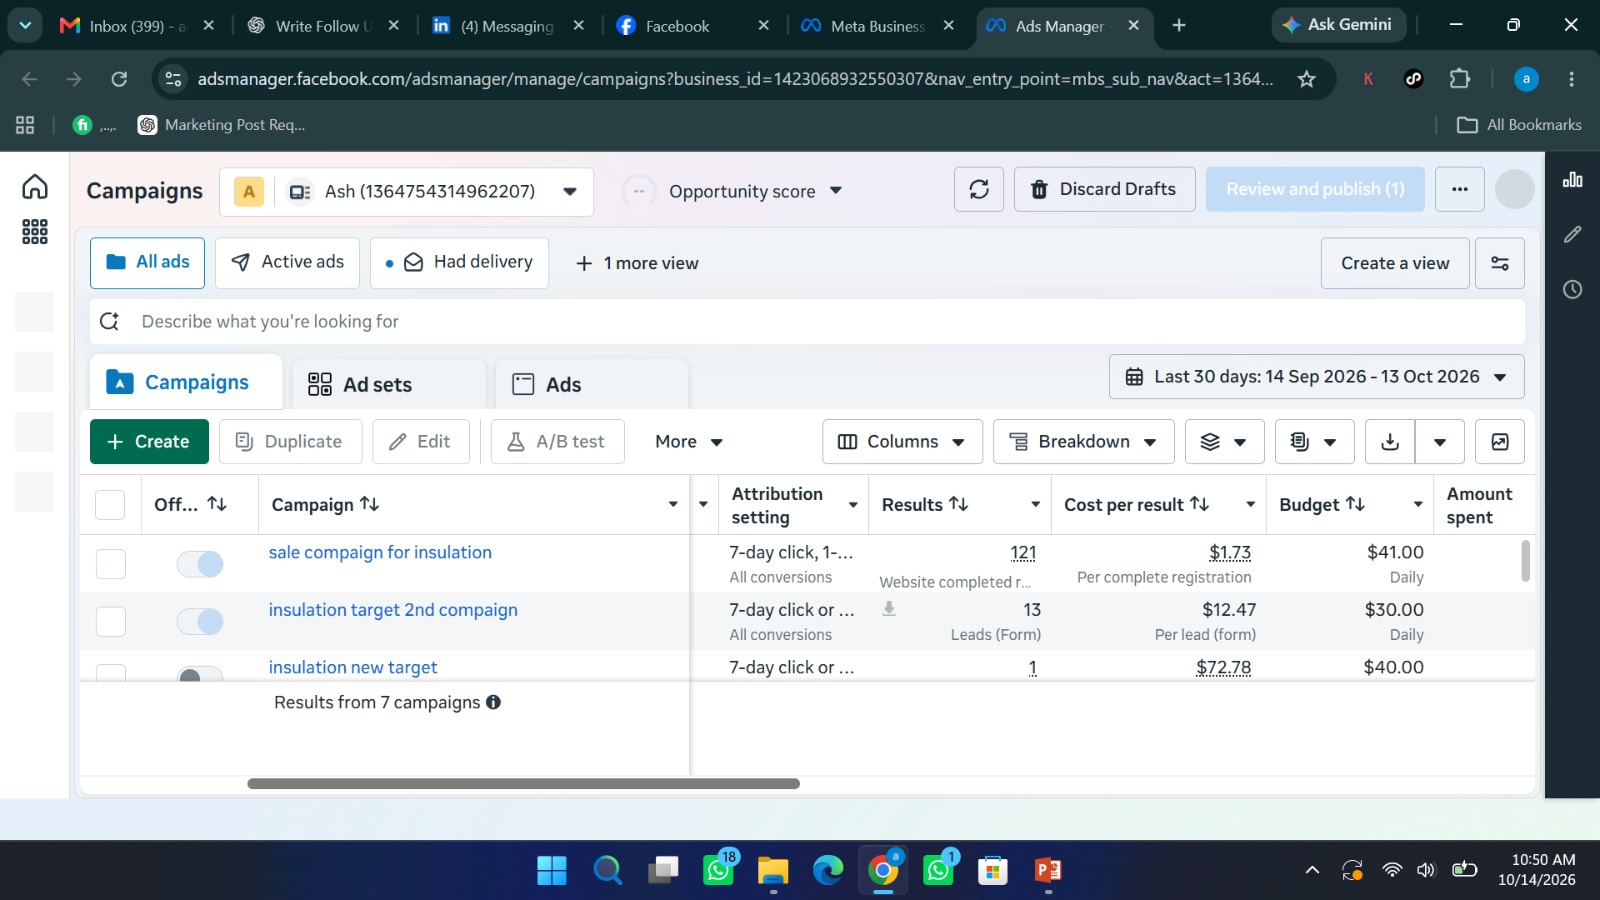 Inbox (399) - a
Write Follow U
(4) Messaging
Facebook
Meta Business
Ads Manager
Ask Gemini
adsmanager.facebook.com/adsmanager/manage/campaigns?business_id=1423068932550307&nav_entry_point=mbs_sub_nav&act=1364...
K
a
fi
,..,.
Marketing Post Req...
All Bookmarks
Campaigns
A
Ash (1364754314962207)
--
Opportunity score
Discard Drafts
Review and publish (1)
All ads
Active ads
Had delivery
1 more view
Create a view
Describe what you're looking for
Campaigns
Ad sets
Ads
Last 30 days: 14 Sep 2026 - 13 Oct 2026
+ Create
Duplicate
Edit
A/B test
More
Columns
Breakdown
Off...
Campaign
Attribution setting
Results
Cost per result
Budget
Amount spent
sale compaign for insulation
7-day click, 1-...
All conversions
121
Website completed r...
$1.73
Per complete registration
$41.00
Daily
insulation target 2nd compaign
7-day click or ...
All conversions
13
Leads (Form)
$12.47
Per lead (form)
$30.00
Daily
insulation new target
7-day click or ...
1
$72.78
$40.00
Results from 7 campaigns
18
a
1
10:50 AM
10/14/2026